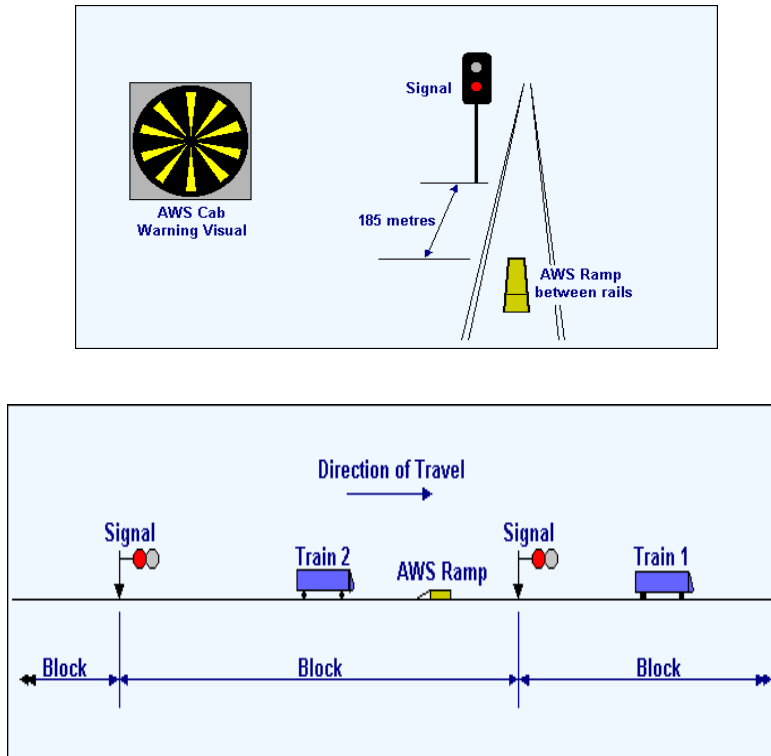 Signal
185 metres
AWS Cab
Warning Visual
AWS Ramp
between rails
Direction of Travel
Signal
Signal
Train 2
AWS Ramp
Train 1
Block
Block
Block